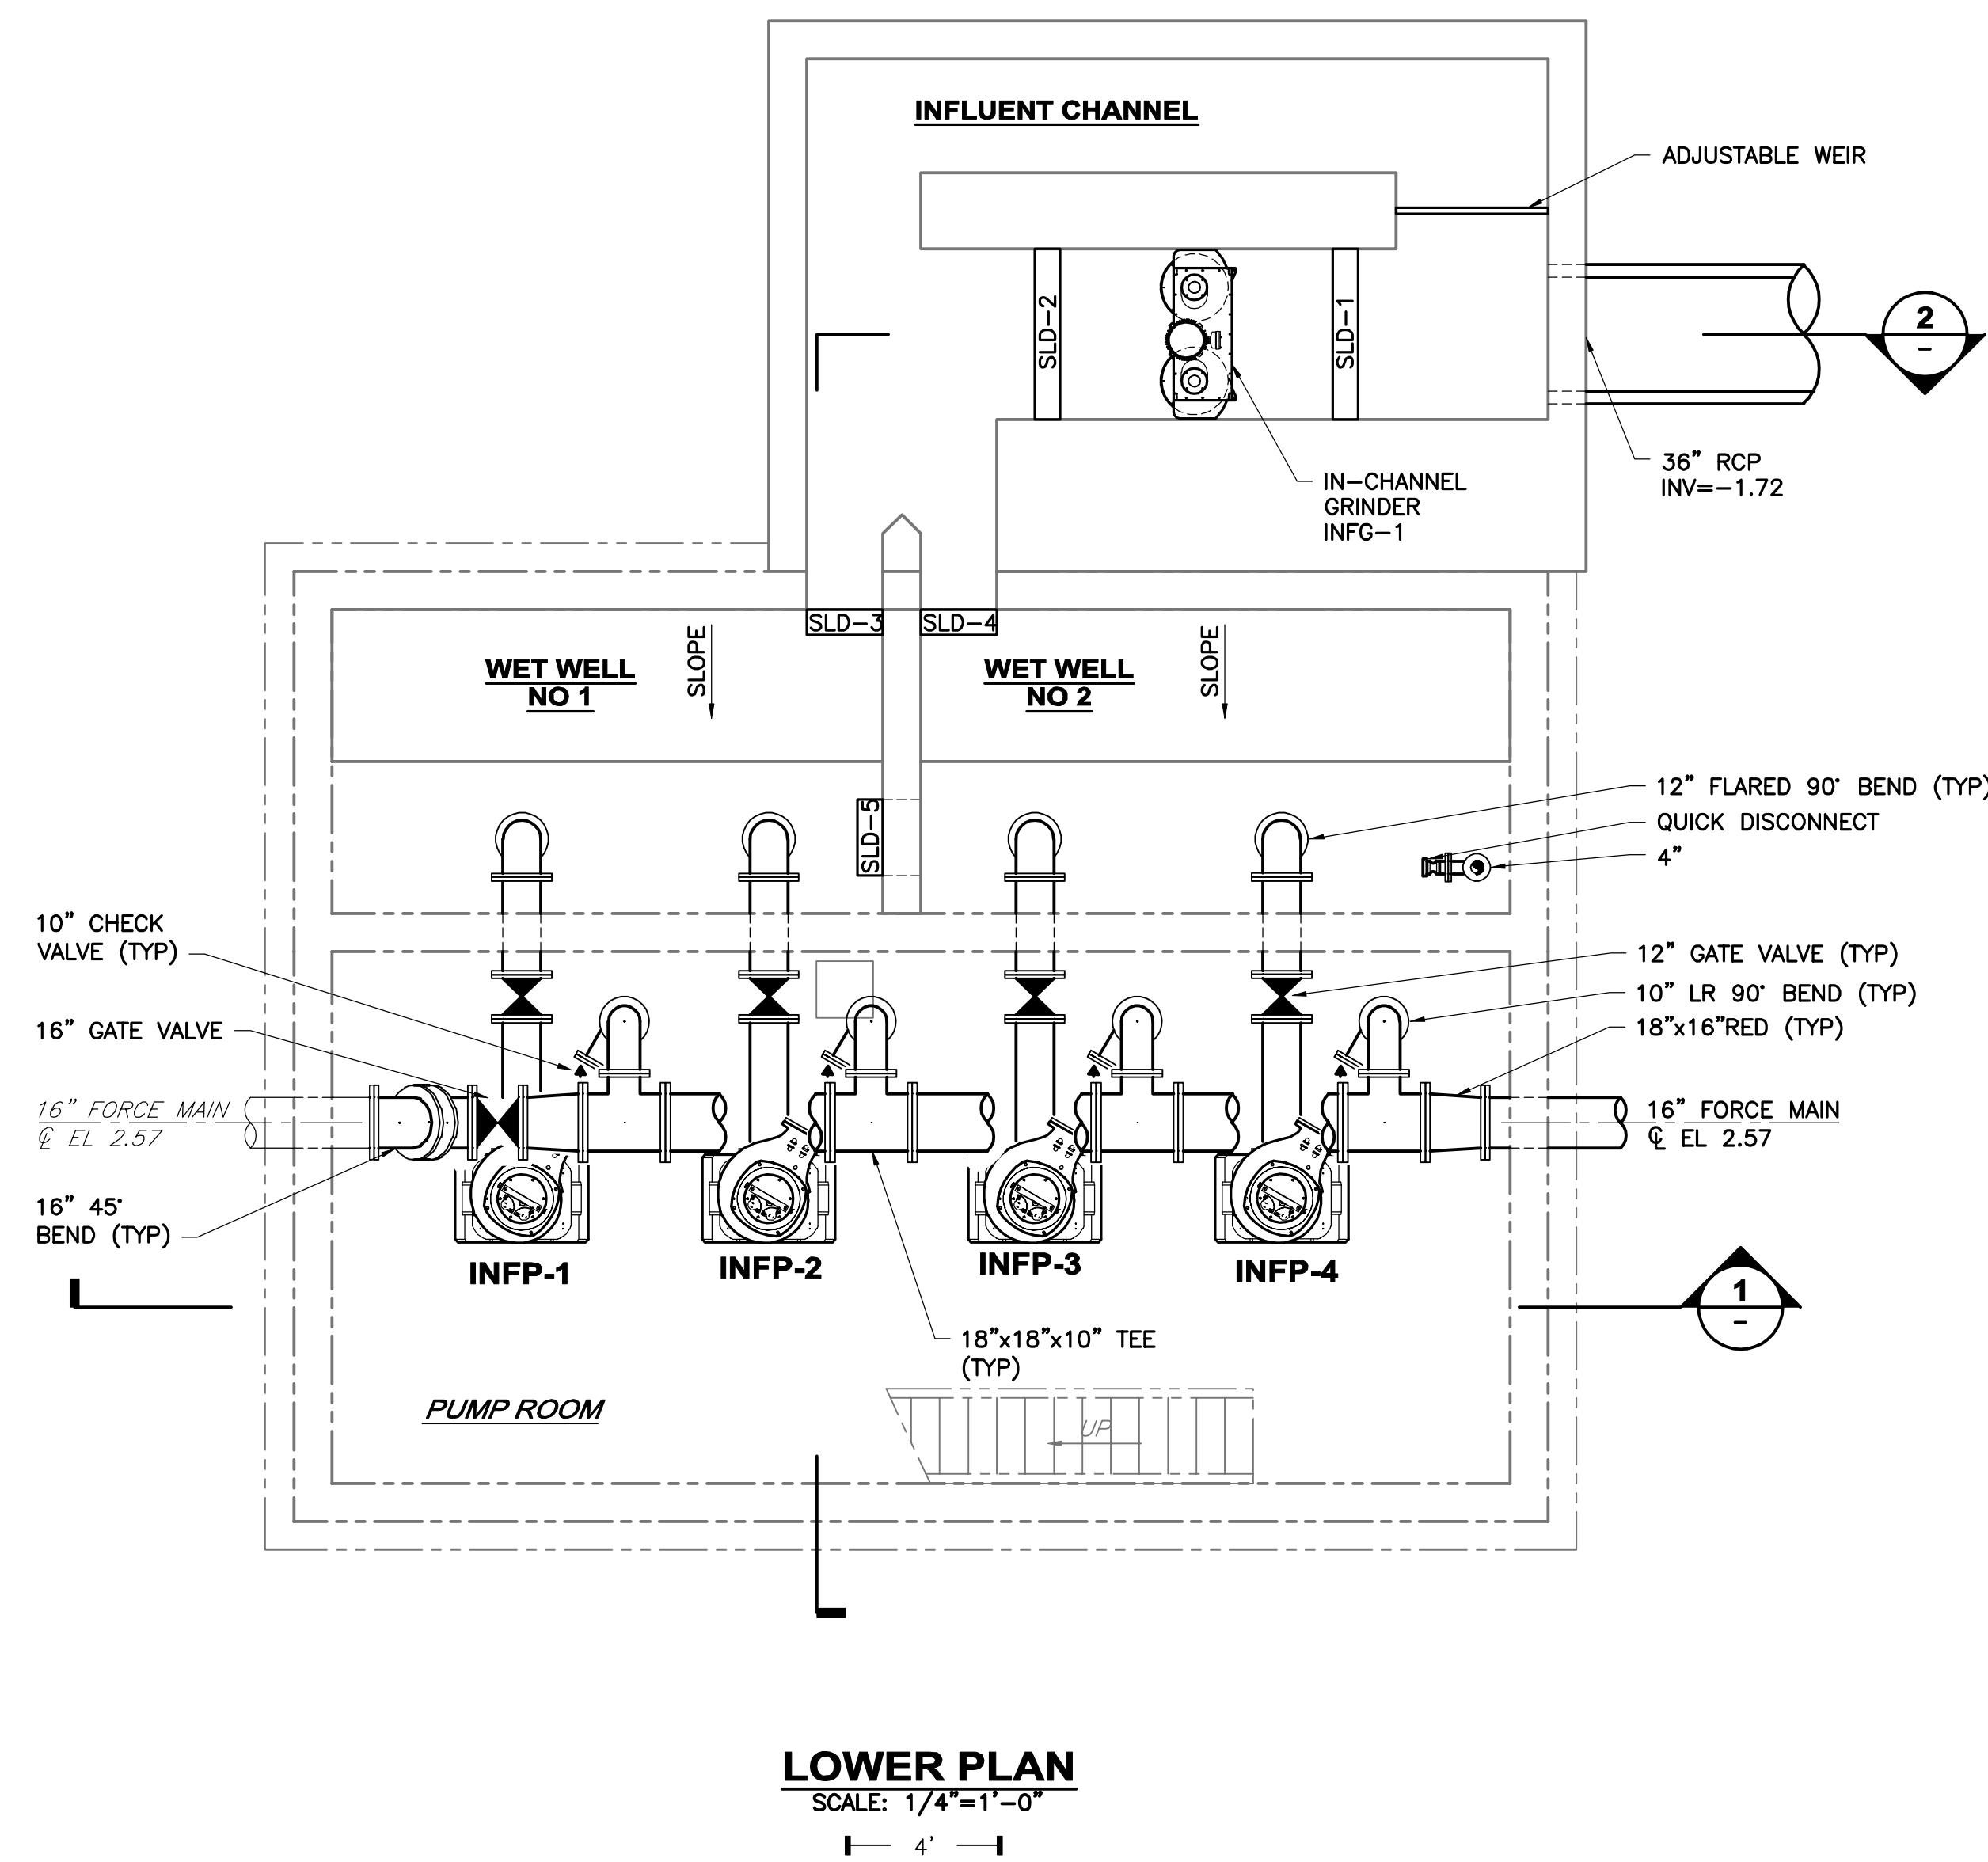 INFLUENT CHANNEL
ADJUSTABLE WEIR
SLD-2
SLD-1
2
-
36" RCP
INV=-1.72
IN-CHANNEL
GRINDER
INFG-1
SLD-3
SLD-4
WET WELL
NO 1
SLOPE
WET WELL
NO 2
SLOPE
SLD-5
12" FLARED 90° BEND (TYP)
QUICK DISCONNECT
4"
10" CHECK
VALVE (TYP)
16" GATE VALVE
16" FORCE MAIN
℄ EL 2.57
16" 45°
BEND (TYP)
12" GATE VALVE (TYP)
10" LR 90° BEND (TYP)
18"x16"RED (TYP)
16" FORCE MAIN
℄ EL 2.57
INFP-1
INFP-2
INFP-3
INFP-4
1
-
18"x18"x10" TEE
(TYP)
PUMP ROOM
UP
LOWER PLAN
SCALE: 1/4"=1'-0"
4'